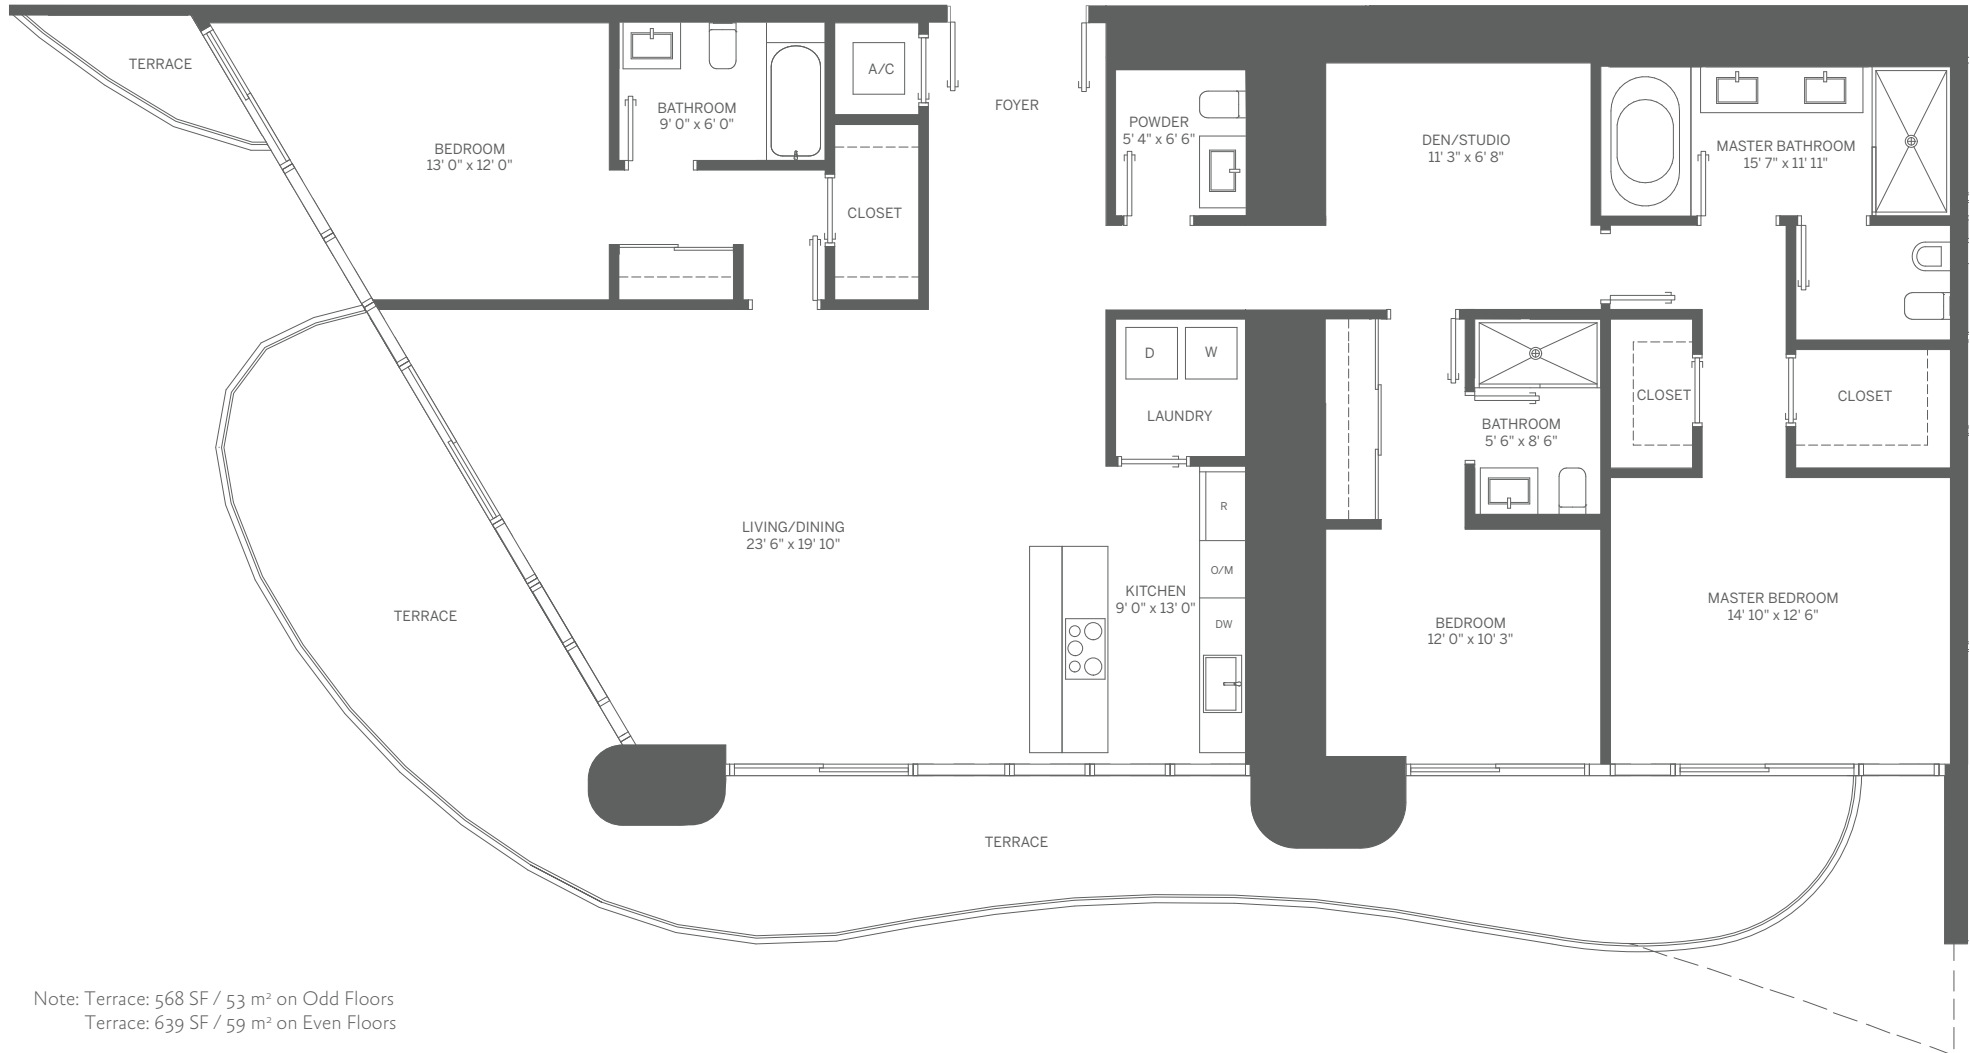 TERRACE
BEDROOM
13' 0" x 12' 0"
BATHROOM
9' 0" x 6' 0"
A/C
CLOSET
FOYER
POWDER
5' 4" x 6' 6"
DEN/STUDIO
11' 3" x 6' 8"
MASTER BATHROOM
15' 7" x 11' 11"
D
W
LAUNDRY
BATHROOM
5' 6" x 8' 6"
CLOSET
CLOSET
LIVING/DINING
23' 6" x 19' 10"
R
O/M
DW
KITCHEN
9' 0" x 13' 0"
TERRACE
BEDROOM
12' 0" x 10' 3"
MASTER BEDROOM
14' 10" x 12' 6"
TERRACE
Note: Terrace: 568 SF / 53 m² on Odd Floors
Terrace: 639 SF / 59 m² on Even Floors